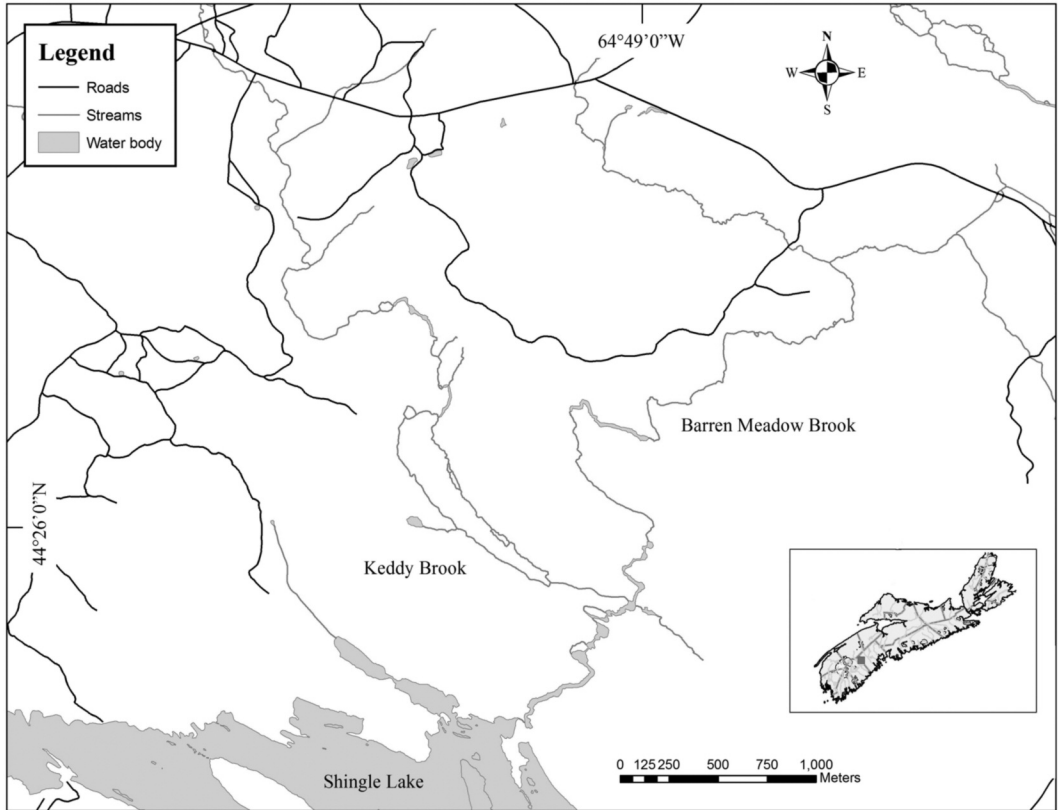 Legend
Roads
Streams
Water body
64°49'0"W
N
W E
S
Barren Meadow Brook
44°26'0"N
Keddy Brook
Shingle Lake
0 125 250 500 750 1,000
Meters